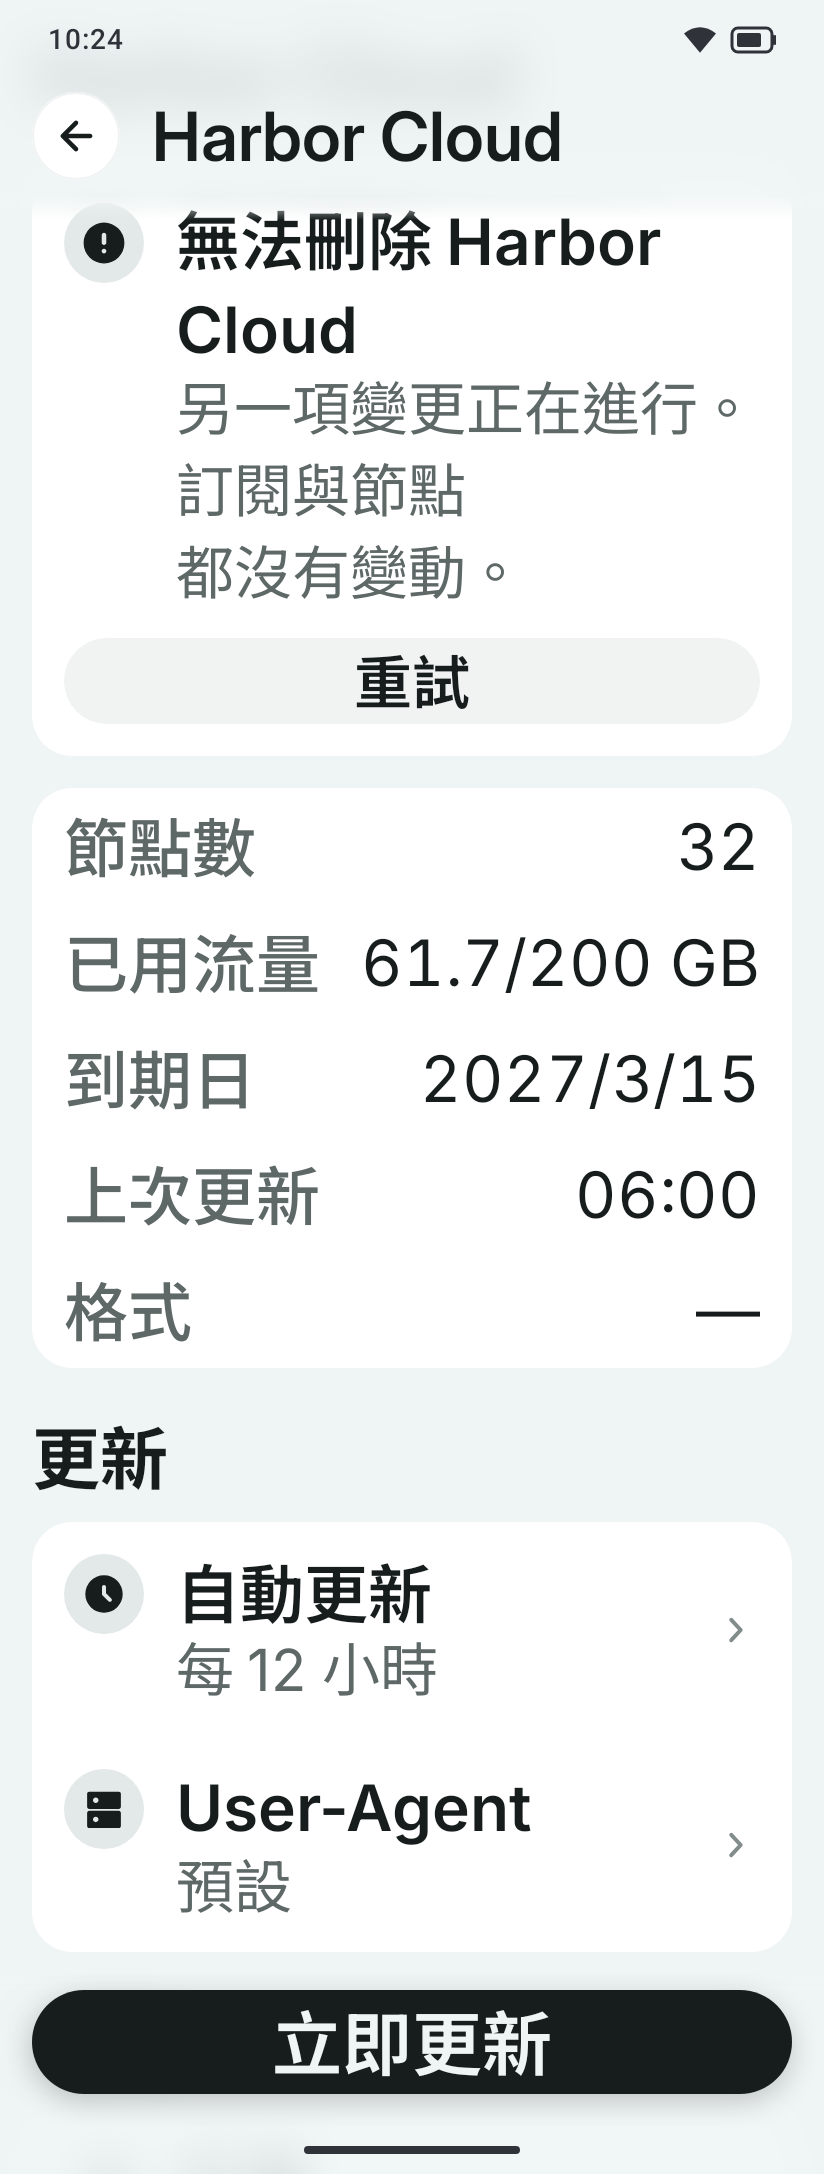 10:24
Harbor Cloud
無法刪除 Harbor
Cloud
另一項變更正在進行。
訂閱與節點
都沒有變動。
重試
節點數 32
已用流量 61.7/200 GB
到期日 2027/3/15
上次更新 06:00
格式 —
更新
自動更新
每 12 小時
User-Agent
預設
立即更新